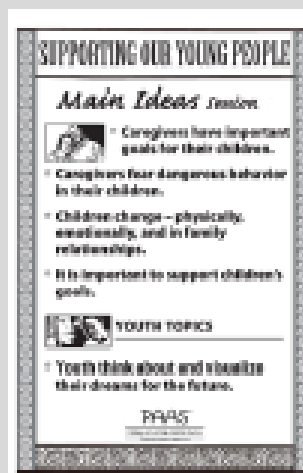 SUPPORTING OUR YOUNG PEOPLE
Main Ideas Session
* Caregivers have important
goals for their children.
* Caregivers fear dangerous behavior
in their children.
* Children change – physically,
emotionally, and in family
relationships.
* It is important to support children's
goals.
YOUTH TOPICS
* Youth think about and visualize
their dreams for the future.